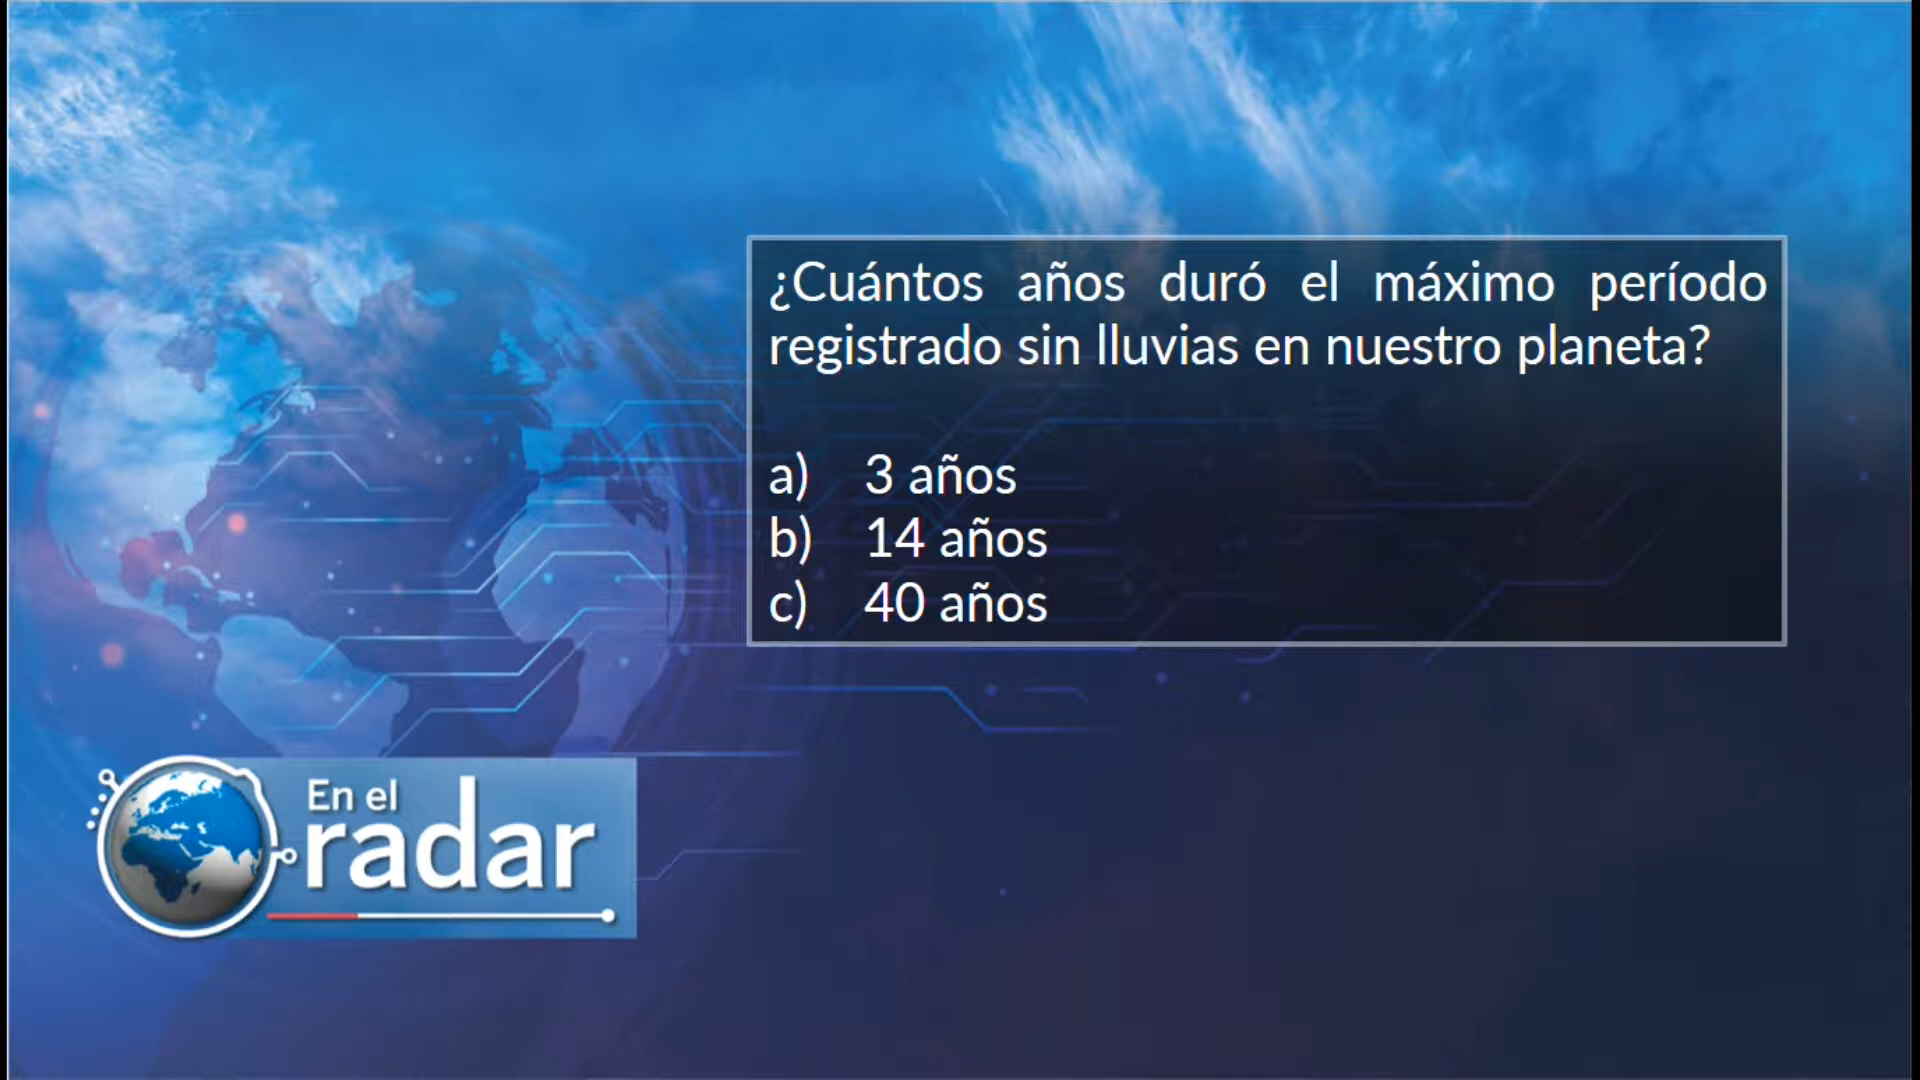 ¿Cuántos años duró el máximo período
registrado sin lluvias en nuestro planeta?
a) 3 años
b) 14 años
c) 40 años
En el
radar